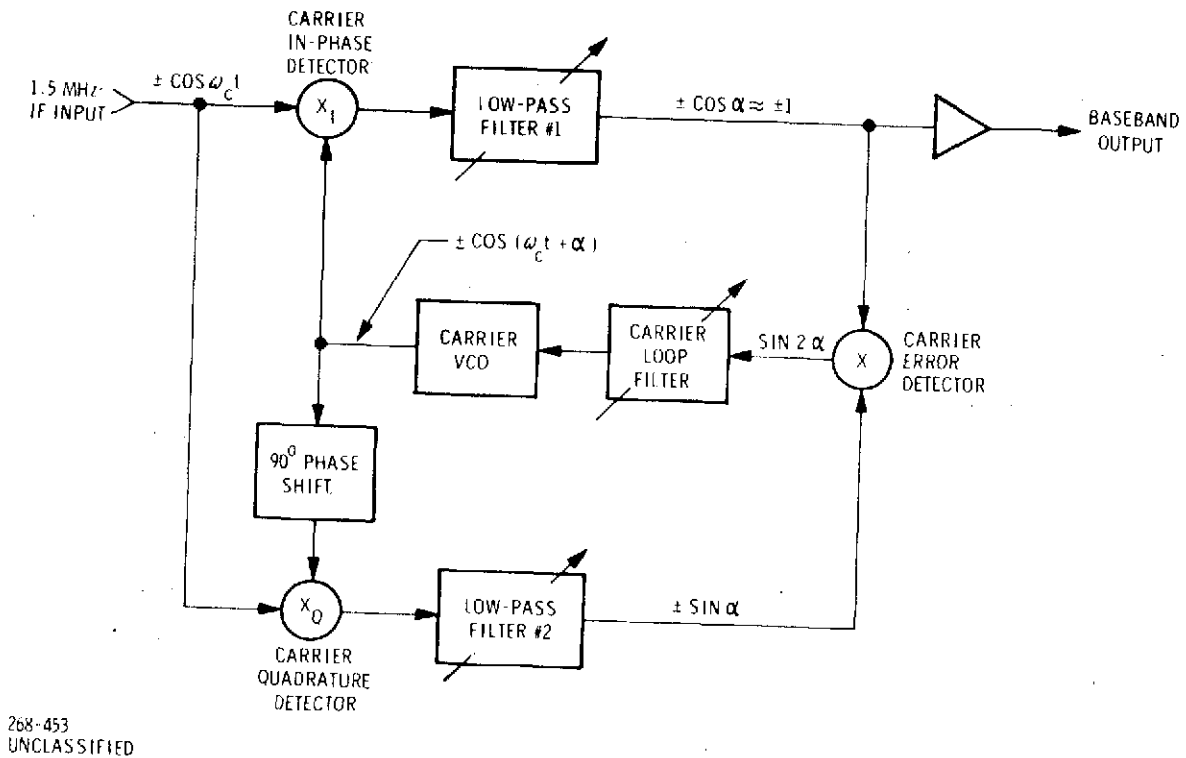 CARRIER
IN-PHASE
DETECTOR
1.5 MHz
IF INPUT
± COS ω_c t
X_I
LOW-PASS
FILTER #1
± COS α ≈ ±1
BASEBAND
OUTPUT
± COS (ω_c t + α)
CARRIER
VCO
CARRIER
LOOP
FILTER
SIN 2 α
X
CARRIER
ERROR
DETECTOR
90° PHASE
SHIFT
X_Q
LOW-PASS
FILTER #2
± SIN α
CARRIER
QUADRATURE
DETECTOR
268-453
UNCLASSIFIED